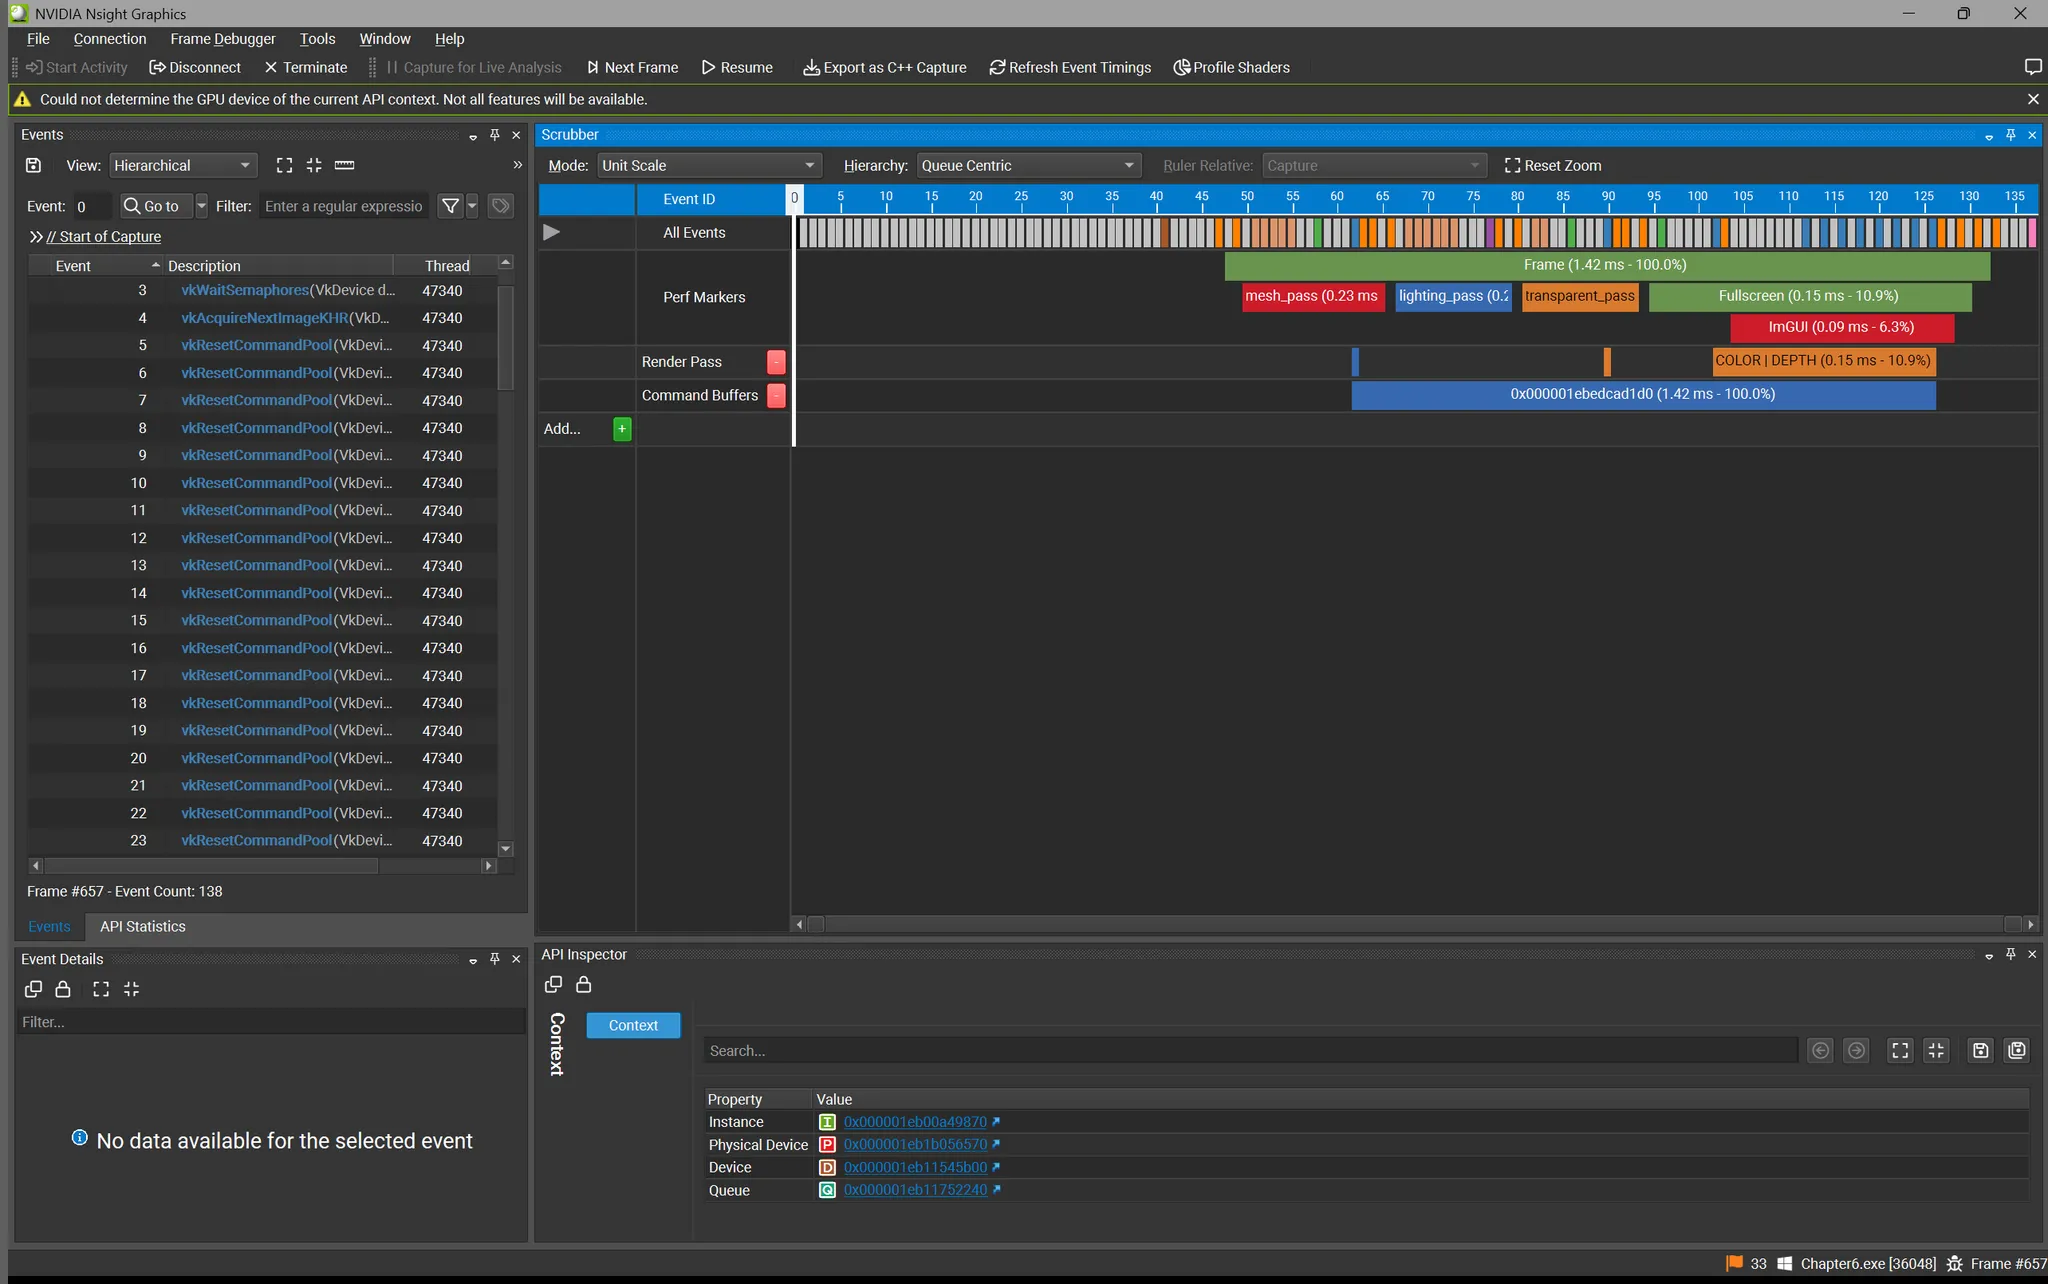 NVIDIA Nsight Graphics
File Connection Frame Debugger Tools Window Help
Start Activity Disconnect Terminate Capture for Live Analysis Next Frame Resume Export as C++ Capture Refresh Event Timings Profile Shaders
Could not determine the GPU device of the current API context. Not all features will be available.
Events
View: Hierarchical
Event: 0 Go to Filter: Enter a regular expressio
// Start of Capture
Event Description Thread
3 vkWaitSemaphores(VkDevice d... 47340
4 vkAcquireNextImageKHR(VkD... 47340
5 vkResetCommandPool(VkDevi... 47340
6 vkResetCommandPool(VkDevi... 47340
7 vkResetCommandPool(VkDevi... 47340
8 vkResetCommandPool(VkDevi... 47340
9 vkResetCommandPool(VkDevi... 47340
10 vkResetCommandPool(VkDevi... 47340
11 vkResetCommandPool(VkDevi... 47340
12 vkResetCommandPool(VkDevi... 47340
13 vkResetCommandPool(VkDevi... 47340
14 vkResetCommandPool(VkDevi... 47340
15 vkResetCommandPool(VkDevi... 47340
16 vkResetCommandPool(VkDevi... 47340
17 vkResetCommandPool(VkDevi... 47340
18 vkResetCommandPool(VkDevi... 47340
19 vkResetCommandPool(VkDevi... 47340
20 vkResetCommandPool(VkDevi... 47340
21 vkResetCommandPool(VkDevi... 47340
22 vkResetCommandPool(VkDevi... 47340
23 vkResetCommandPool(VkDevi... 47340
Frame #657 - Event Count: 138
Events API Statistics
Scrubber
Mode: Unit Scale Hierarchy: Queue Centric Ruler Relative: Capture Reset Zoom
Event ID 0 5 10 15 20 25 30 35 40 45 50 55 60 65 70 75 80 85 90 95 100 105 110 115 120 125 130 135
All Events
Frame (1.42 ms - 100.0%)
Perf Markers mesh_pass (0.23 ms lighting_pass (0.2 transparent_pass Fullscreen (0.15 ms - 10.9%)
ImGUI (0.09 ms - 6.3%)
Render Pass - COLOR | DEPTH (0.15 ms - 10.9%)
Command Buffers - 0x000001ebedcad1d0 (1.42 ms - 100.0%)
Add... +
Event Details
Filter...
No data available for the selected event
API Inspector
Context
Context
Search...
Property Value
Instance I 0x000001eb00a49870
Physical Device P 0x000001eb1b056570
Device D 0x000001eb11545b00
Queue Q 0x000001eb11752240
33 Chapter6.exe [36048] Frame #657